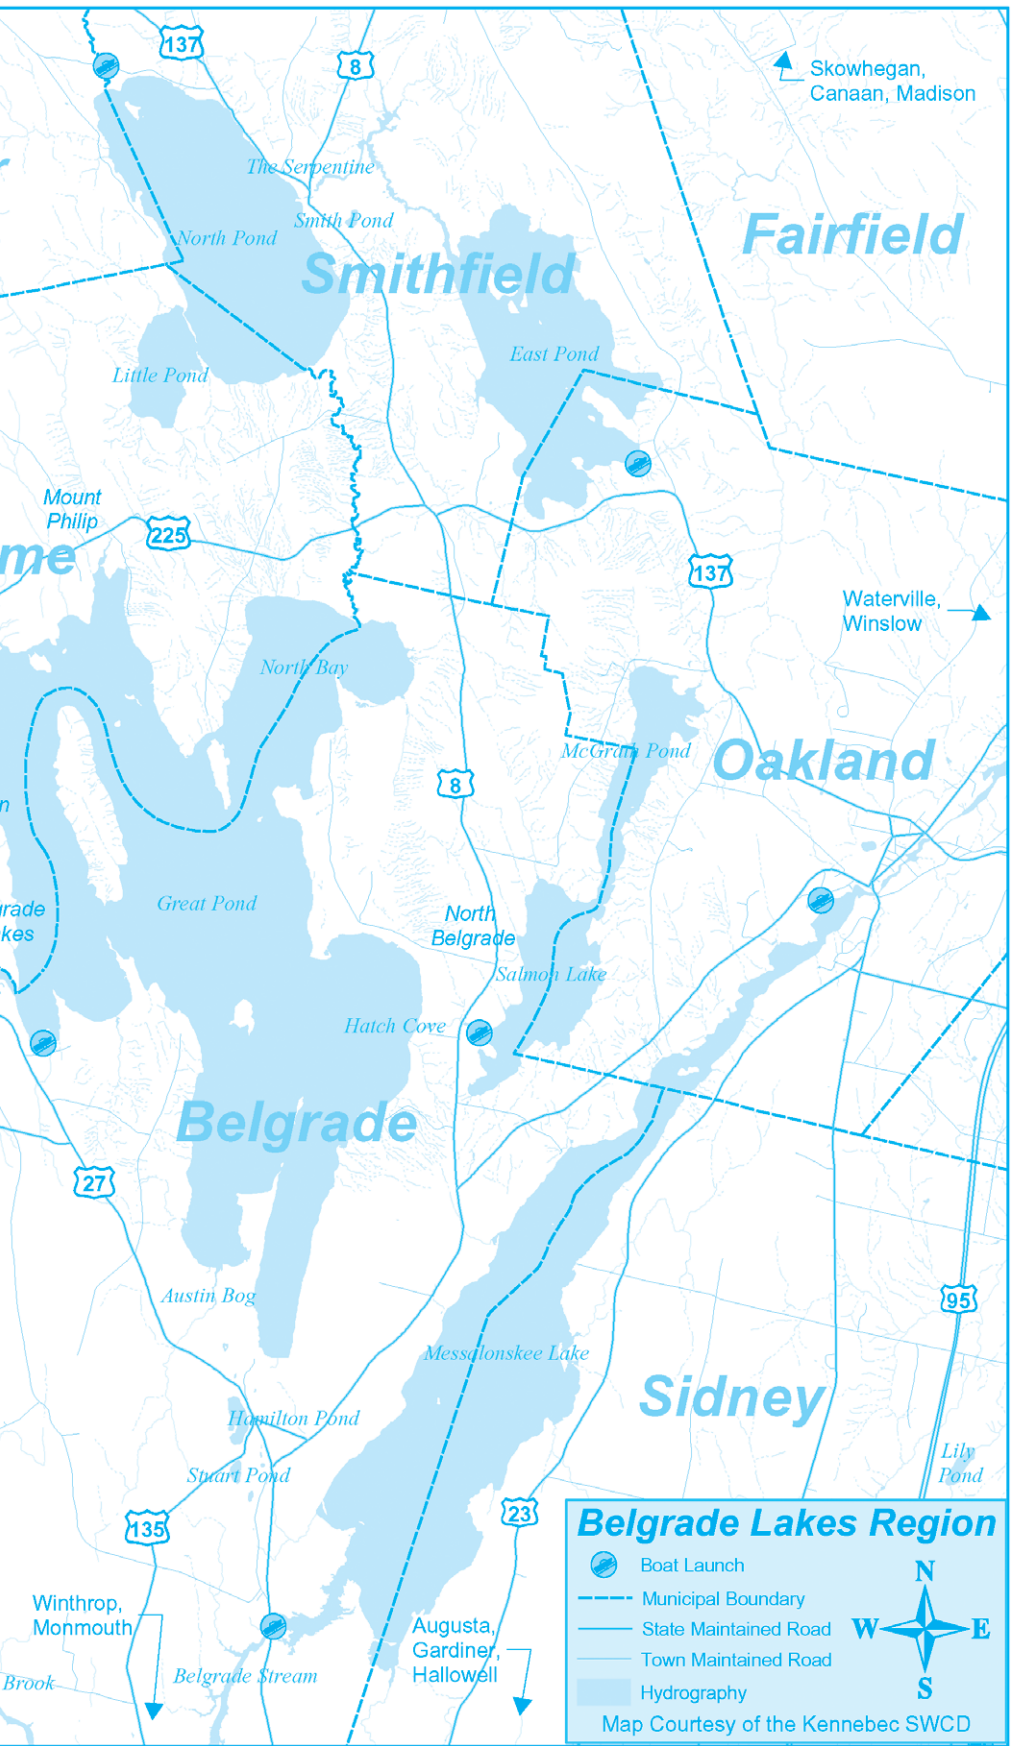 137
8
Skowhegan,
Canaan, Madison
The Serpentine
Smith Pond
North Pond
Fairfield
Smithfield
East Pond
Little Pond
Mount
Philip
225
me
137
Waterville,
Winslow
North Bay
McGrath Pond
Oakland
8
n
Great Pond
grade
kes
North
Belgrade
Salmon Lake
Hatch Cove
Belgrade
27
Austin Bog
95
Messalonskee Lake
Sidney
Hamilton Pond
Stuart Pond
Lily
Pond
135
23
Winthrop,
Monmouth
Augusta,
Gardiner,
Hallowell
Belgrade Stream
Brook
Belgrade Lakes Region
Boat Launch
Municipal Boundary
State Maintained Road
Town Maintained Road
Hydrography
N
W
E
S
Map Courtesy of the Kennebec SWCD